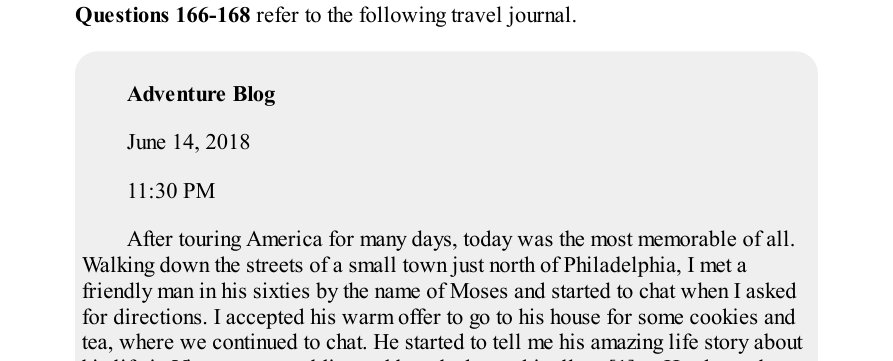 Questions 166-168 refer to the following travel journal.
Adventure Blog
June 14, 2018
11:30 PM
After touring America for many days, today was the most memorable of all.
Walking down the streets of a small town just north of Philadelphia, I met a
friendly man in his sixties by the name of Moses and started to chat when I asked
for directions. I accepted his warm offer to go to his house for some cookies and
tea, where we continued to chat. He started to tell me his amazing life story about